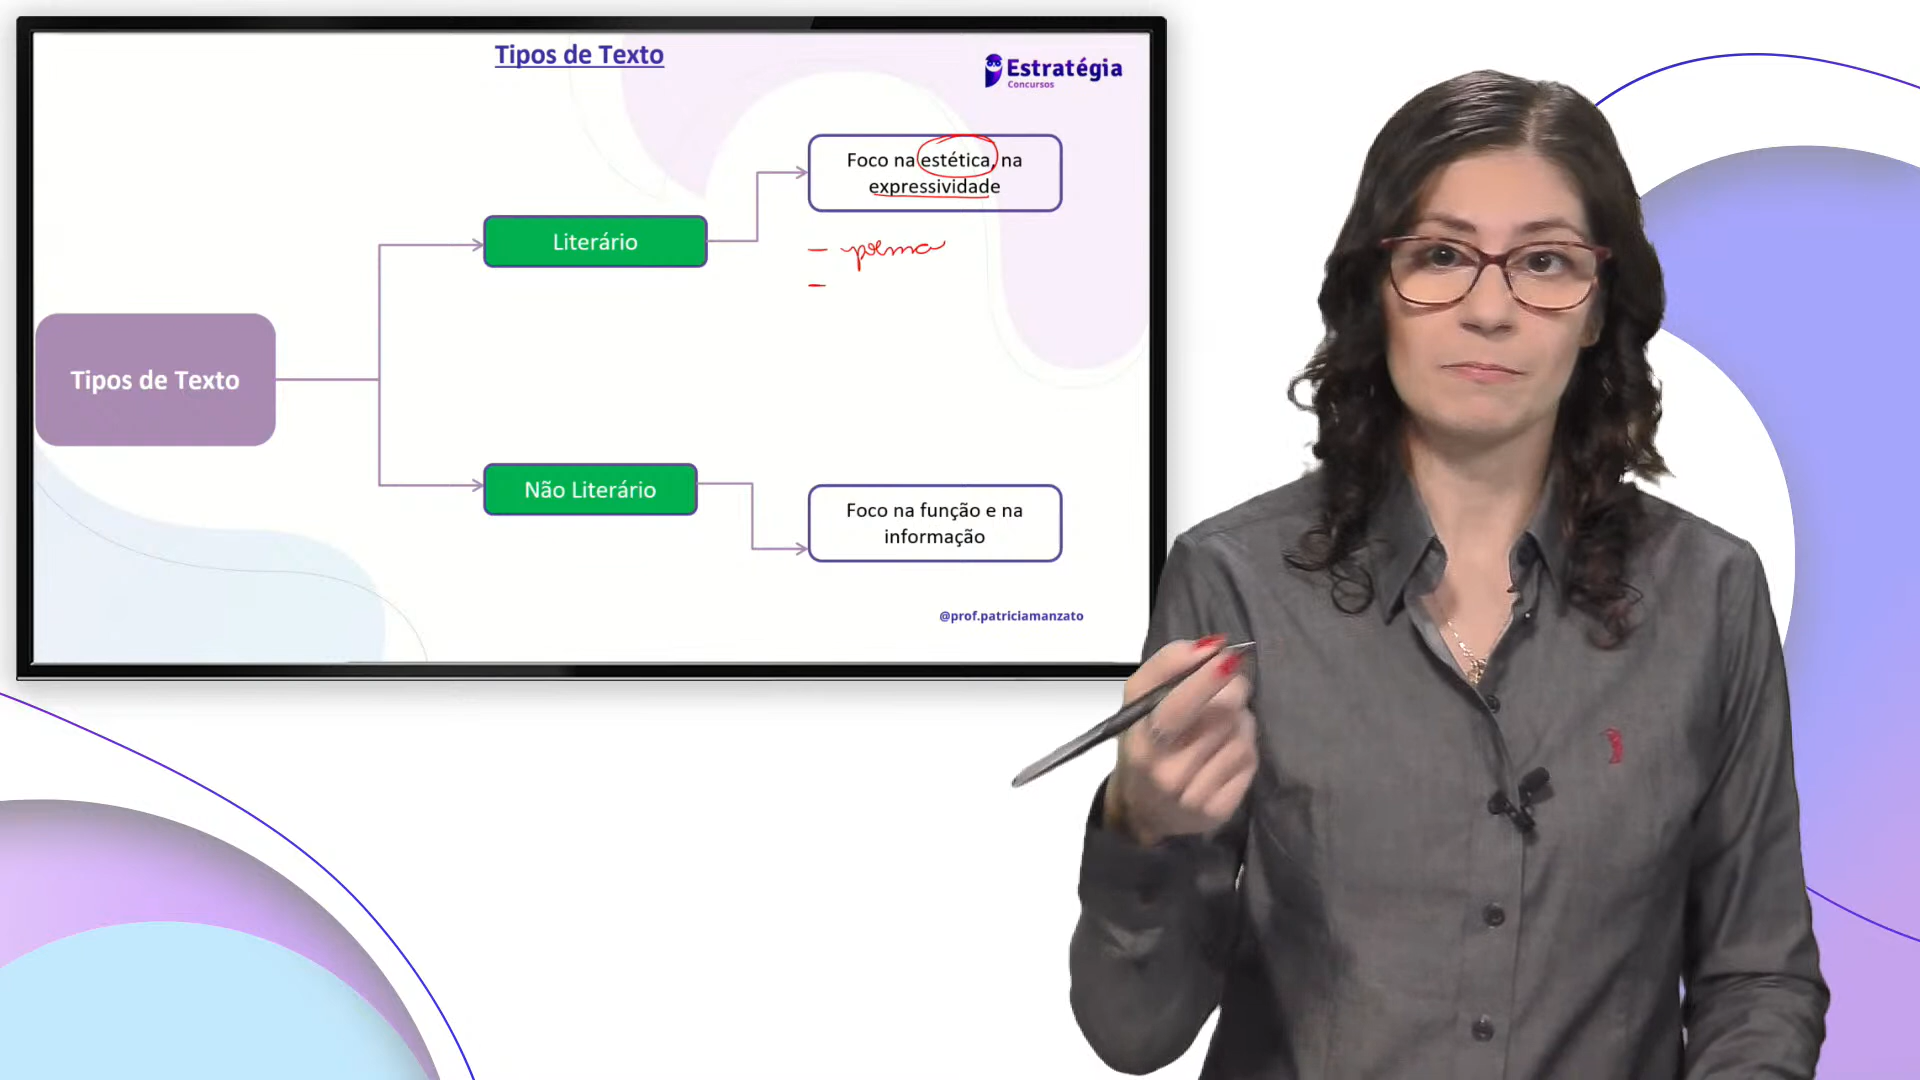 Tipos de Texto
Estratégia
Concursos
Foco na estética, na
expressividade
Literário
- poema
-
Tipos de Texto
Não Literário
Foco na função e na
informação
@prof.patriciamanzato